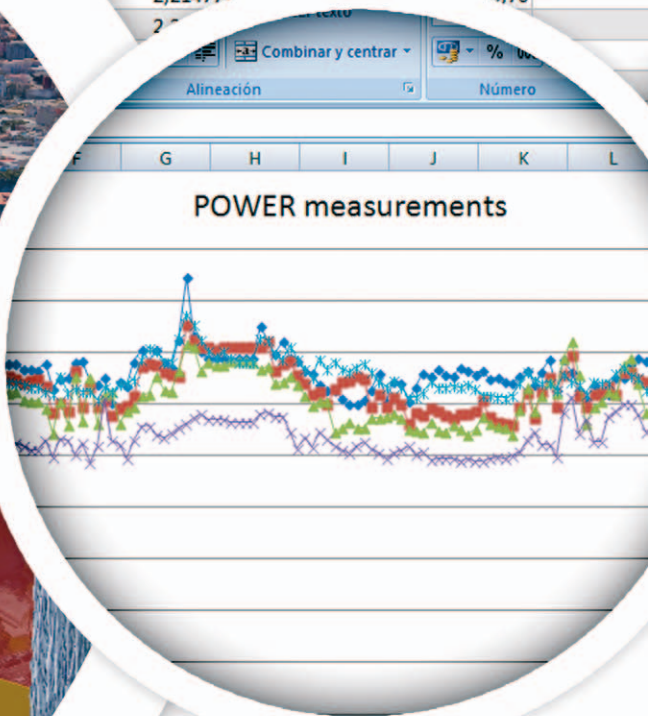 Combinar y centrar
%
Alineación Número
F G H I J K L
POWER measurements